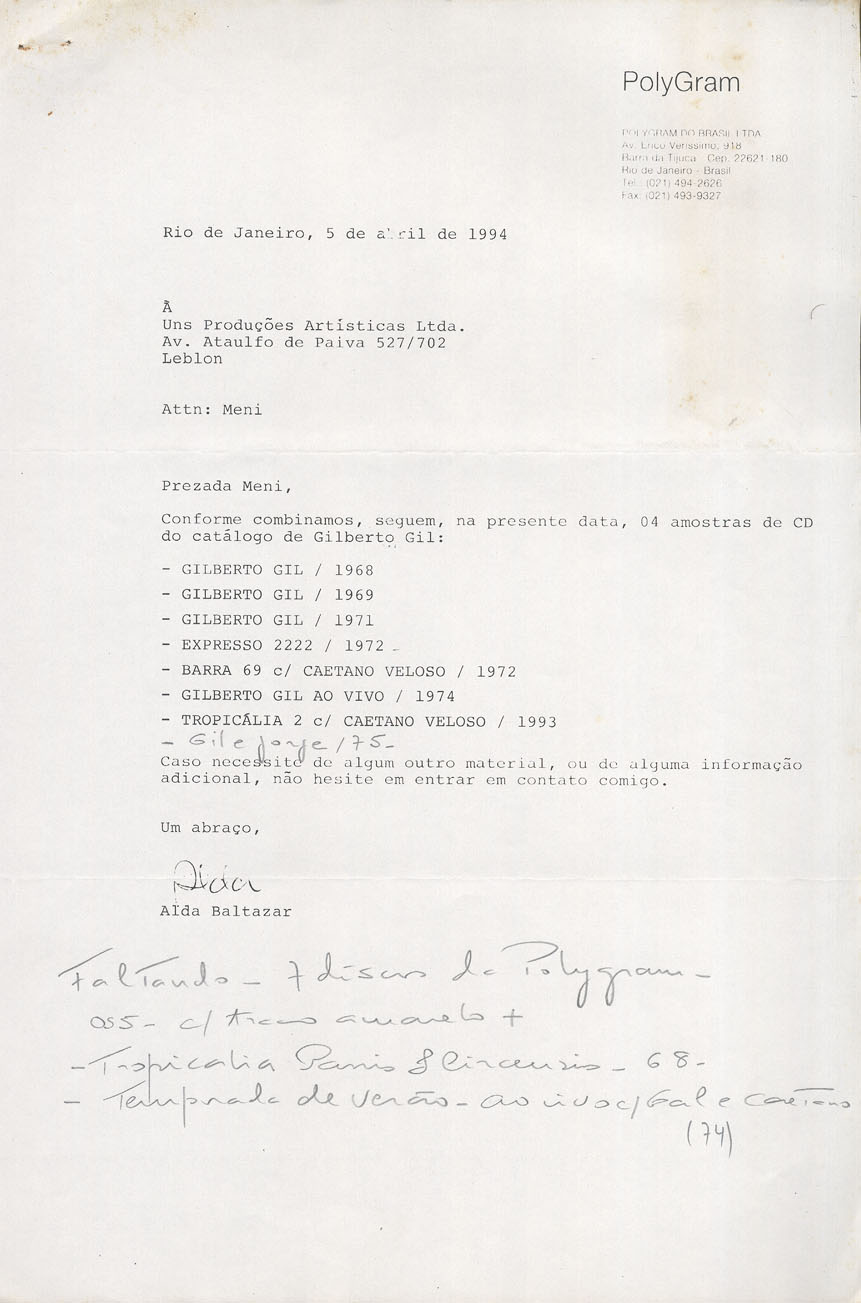 PolyGram
POLYGRAM DO BRASIL LTDA
Av. Erico Verissimo, 918
Barra da Tijuca Cep. 22621-180
Rio de Janeiro - Brasil
Tel.: (021) 494-2626
Fax: (021) 493-9327
Rio de Janeiro, 5 de abril de 1994
À
Uns Produções Artísticas Ltda.
Av. Ataulfo de Paiva 527/702
Leblon
Attn: Meni
Prezada Meni,
Conforme combinamos, seguem, na presente data, 04 amostras de CD
do catálogo de Gilberto Gil:
- GILBERTO GIL / 1968
- GILBERTO GIL / 1969
- GILBERTO GIL / 1971
- EXPRESSO 2222 / 1972
- BARRA 69 c/ CAETANO VELOSO / 1972
- GILBERTO GIL AO VIVO / 1974
- TROPICÁLIA 2 c/ CAETANO VELOSO / 1993
- Gil e Jorge / 75 -
Caso necessite de algum outro material, ou de alguma informação
adicional, não hesite em entrar em contato comigo.
Um abraço,
Aida
Aída Baltazar
Faltando - 7 discos da Polygram -
os 5 - c/ amarelo +
- Tropicalia Panis & Circensis - 68 -
- Temprada de Verão - ao vivo c/ Gal e Caetano
(74)